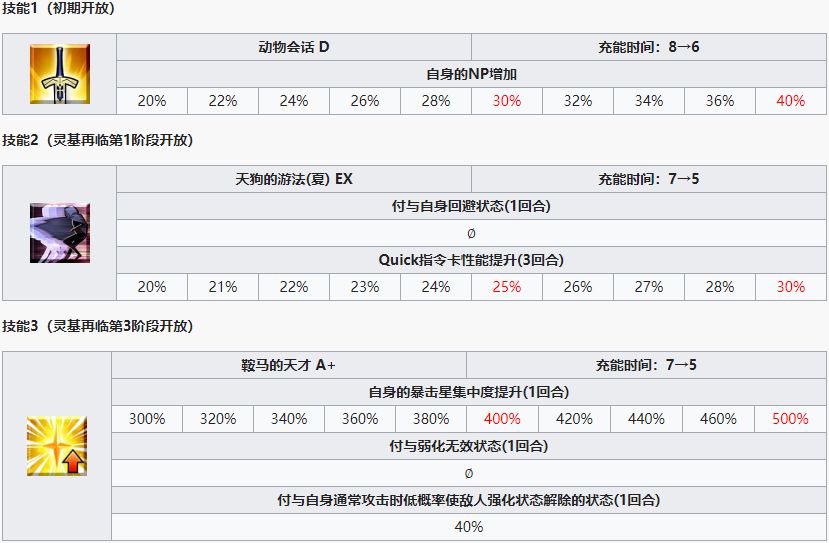 技能1（初期开放）
动物会话 D 充能时间：8→6
自身的NP增加
20% 22% 24% 26% 28% 30% 32% 34% 36% 40%
技能2（灵基再临第1阶段开放）
天狗的游法(夏) EX 充能时间：7→5
付与自身回避状态(1回合)
∅
Quick指令卡性能提升(3回合)
20% 21% 22% 23% 24% 25% 26% 27% 28% 30%
技能3（灵基再临第3阶段开放）
鞍马的天才 A+ 充能时间：7→5
自身的暴击星集中度提升(1回合)
300% 320% 340% 360% 380% 400% 420% 440% 460% 500%
付与弱化无效状态(1回合)
∅
付与自身通常攻击时低概率使敌人强化状态解除的状态(1回合)
40%